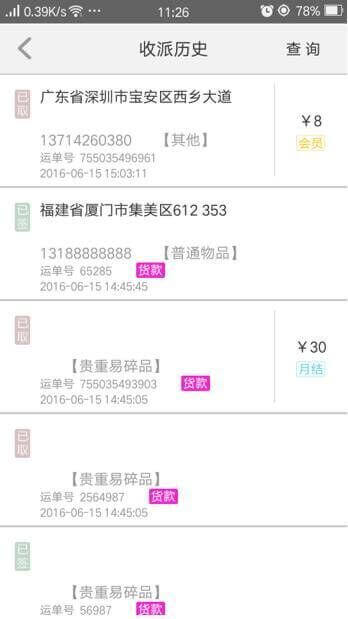 0.39K/s ... 11:26 78%
收派历史 查 询
已取 广东省深圳市宝安区西乡大道
¥8
会员
13714260380 【其他】
运单号 755035496961
2016-06-15 15:03:11
已签 福建省厦门市集美区612 353
13188888888 【普通物品】
运单号 65285 货款
2016-06-15 14:45:45
已取
¥30
月结
【贵重易碎品】
运单号 755035493903 货款
2016-06-15 14:45:05
已取
【贵重易碎品】
运单号 2564987 货款
2016-06-15 14:45:05
已签
【贵重易碎品】
运单号 56987 货款